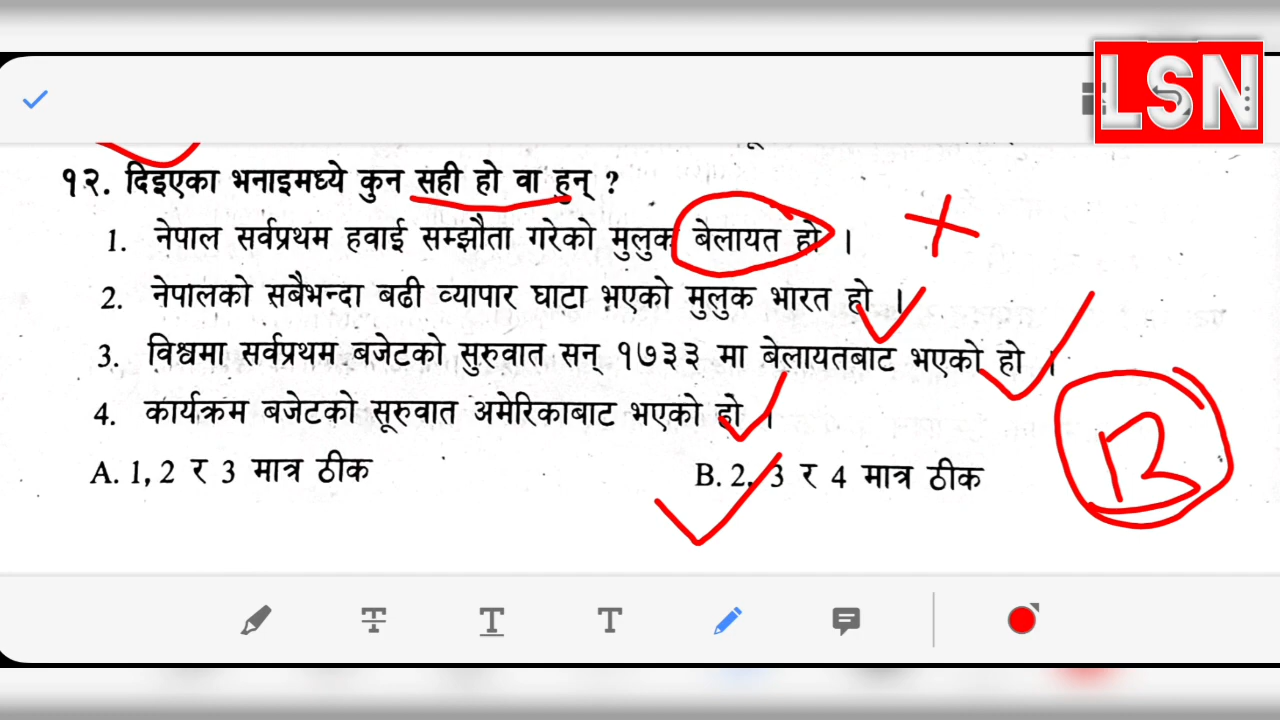 LSN
१२. दिइएका भनाइमध्ये कुन सही हो वा हुन् ?
1. नेपाल सर्वप्रथम हवाई सम्झौता गरेको मुलुक बेलायत हो ।
2. नेपालको सबैभन्दा बढी व्यापार घाटा भएको मुलुक भारत हो ।
3. विश्वमा सर्वप्रथम बजेटको सुरुवात सन् १७३३ मा बेलायतबाट भएको हो ।
4. कार्यक्रम बजेटको सूरुवात अमेरिकाबाट भएको हो ।
A. 1, 2 र 3 मात्र ठीक B. 2, 3 र 4 मात्र ठीक
B
T T T